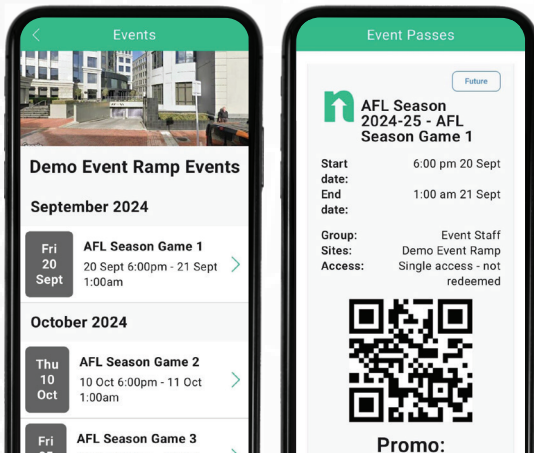 Events
Demo Event Ramp Events
September 2024
Fri
20
Sept
AFL Season Game 1
20 Sept 6:00pm - 21 Sept
1:00am
October 2024
Thu
10
Oct
AFL Season Game 2
10 Oct 6:00pm - 11 Oct
1:00am
Fri
AFL Season Game 3
Event Passes
Future
n
AFL Season
2024-25 - AFL
Season Game 1
Start
date:
6:00 pm 20 Sept
End
date:
1:00 am 21 Sept
Group:
Event Staff
Sites:
Demo Event Ramp
Access:
Single access - not
redeemed
Promo: